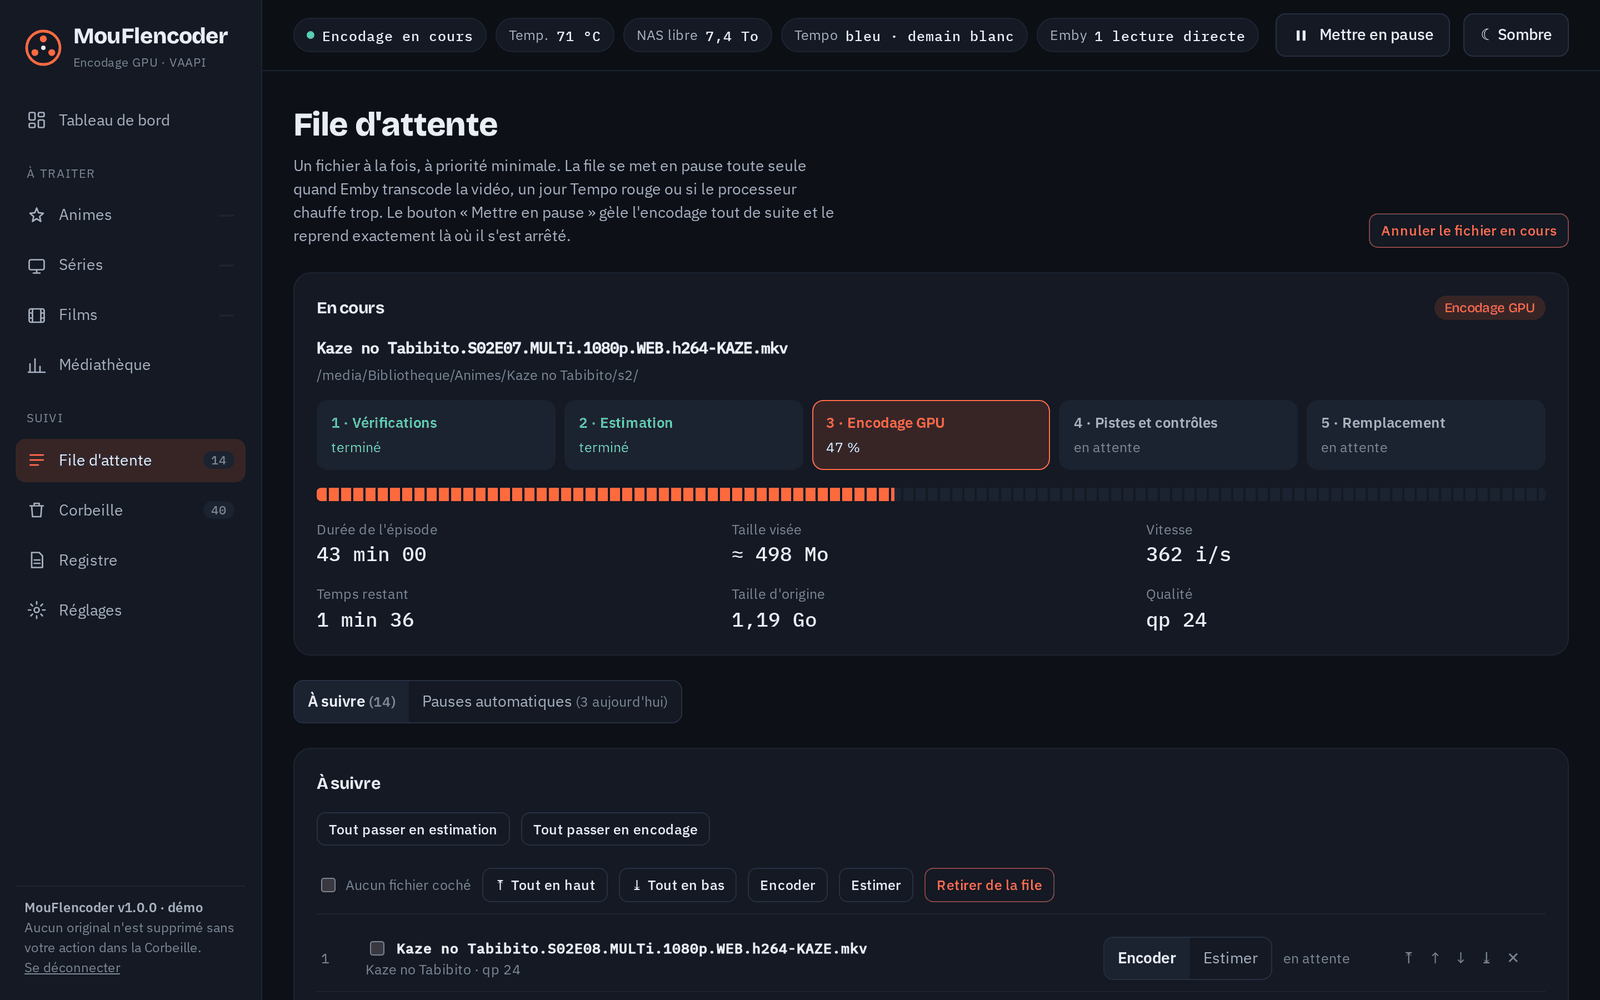 MouFlencoder
Encodage GPU · VAAPI
Tableau de bord
À TRAITER
Animes —
Séries —
Films —
Médiathèque
SUIVI
File d'attente 14
Corbeille 40
Registre
Réglages
MouFlencoder v1.0.0 · démo
Aucun original n'est supprimé sans
votre action dans la Corbeille.
Se déconnecter
Encodage en cours
Temp. 71 °C
NAS libre 7,4 To
Tempo bleu · demain blanc
Emby 1 lecture directe
Mettre en pause
☾ Sombre
File d'attente
Un fichier à la fois, à priorité minimale. La file se met en pause toute seule
quand Emby transcode la vidéo, un jour Tempo rouge ou si le processeur
chauffe trop. Le bouton « Mettre en pause » gèle l'encodage tout de suite et le
reprend exactement là où il s'est arrêté.
Annuler le fichier en cours
En cours
Encodage GPU
Kaze no Tabibito.S02E07.MULTi.1080p.WEB.h264-KAZE.mkv
/media/Bibliotheque/Animes/Kaze no Tabibito/s2/
1 · Vérifications
terminé
2 · Estimation
terminé
3 · Encodage GPU
47 %
4 · Pistes et contrôles
en attente
5 · Remplacement
en attente
Durée de l'épisode
43 min 00
Taille visée
≈ 498 Mo
Vitesse
362 i/s
Temps restant
1 min 36
Taille d'origine
1,19 Go
Qualité
qp 24
À suivre (14)
Pauses automatiques (3 aujourd'hui)
À suivre
Tout passer en estimation
Tout passer en encodage
Aucun fichier coché
⤒ Tout en haut
⤓ Tout en bas
Encoder
Estimer
Retirer de la file
1
Kaze no Tabibito.S02E08.MULTi.1080p.WEB.h264-KAZE.mkv
Kaze no Tabibito · qp 24
Encoder
Estimer
en attente
⤒ ↑ ↓ ⤓ ✕